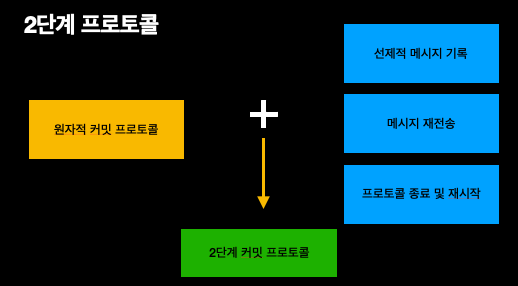 2단계 프로토콜
선제적 메시지 기록
원자적 커밋 프로토콜
+
메시지 재전송
프로토콜 종료 및 재시작
2단계 커밋 프로토콜